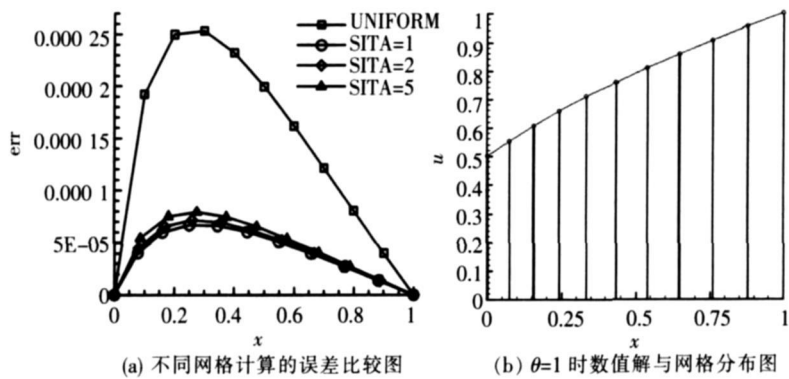 UNIFORM
SITA=1
SITA=2
SITA=5
0.000 25
0.000 2
0.000 15
0.000 1
5E-05
0
err
0 0.2 0.4 0.6 0.8 1
x
(a) 不同网格计算的误差比较图
1
0.9
0.8
0.7
0.6
0.5
0.4
0.3
0.2
0.1
0
u
0 0.25 0.5 0.75 1
x
(b) θ=1 时数值解与网格分布图